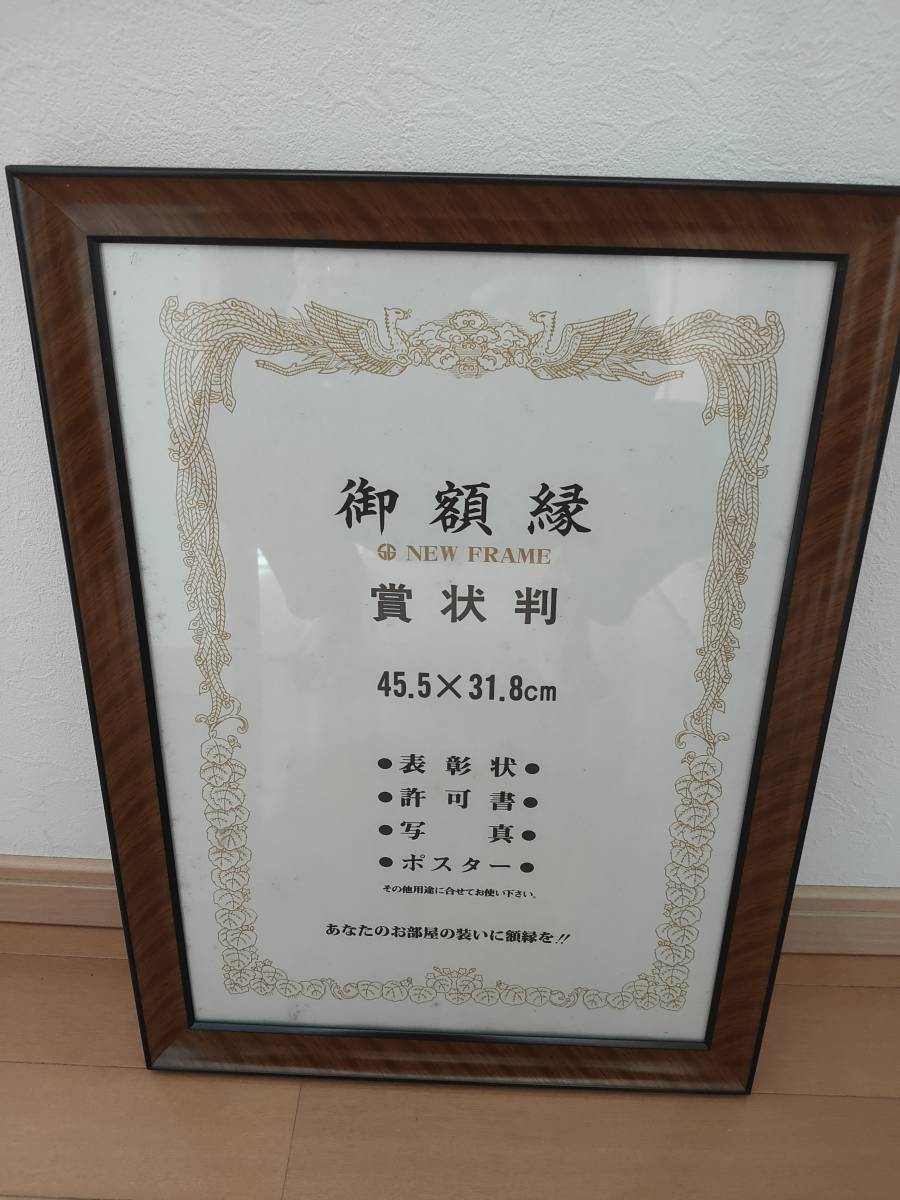 御額縁
SG NEW FRAME
賞状判
45.5×31.8cm
●表彰状●
●許可書●
●写真●
●ポスター●
その他用途に合せてお使い下さい。
あなたのお部屋の装いに額縁を!!